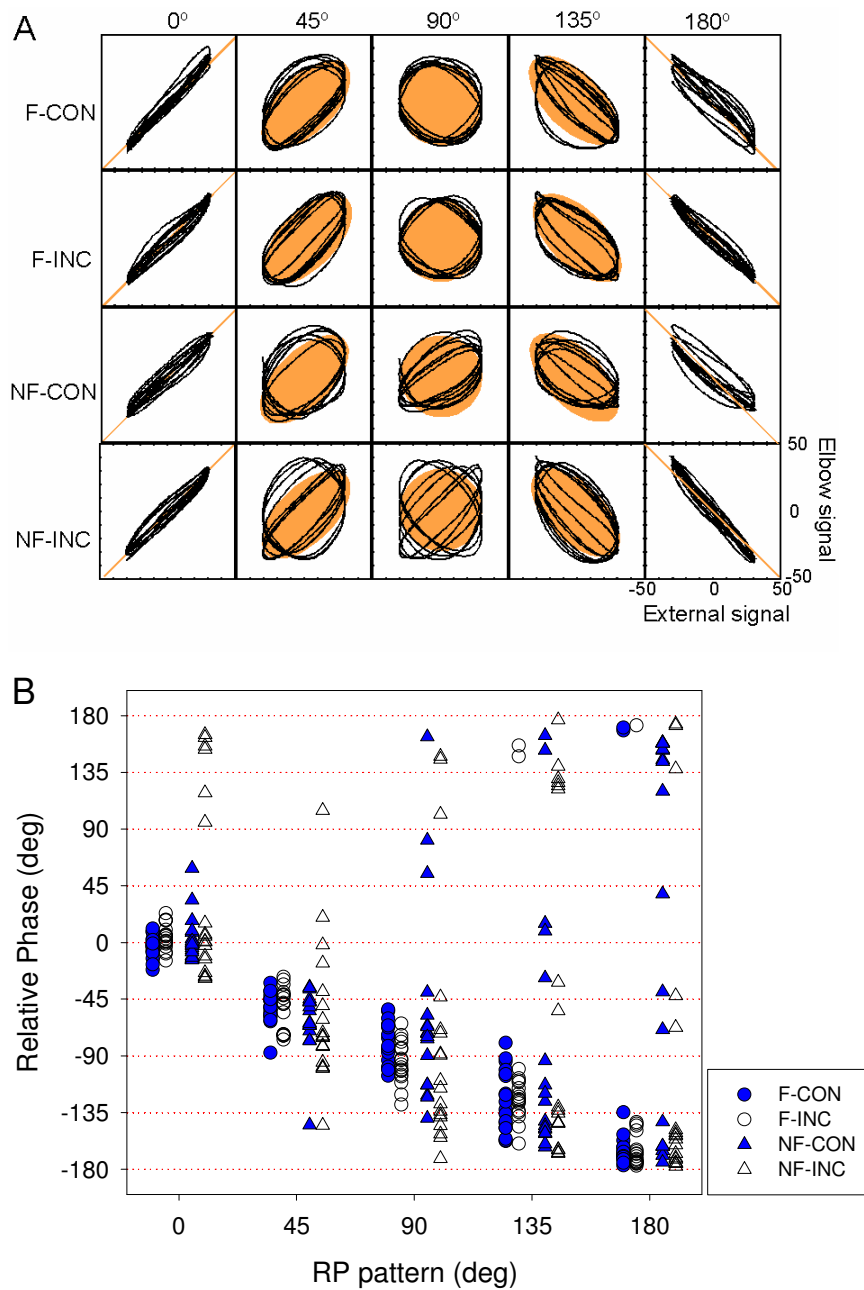 A
0° 45° 90° 135° 180°
F-CON
F-INC
NF-CON
NF-INC
50
0
-50
Elbow signal
-50 0 50
External signal
B
180
135
90
45
0
-45
-90
-135
-180
Relative Phase (deg)
0 45 90 135 180
RP pattern (deg)
F-CON
F-INC
NF-CON
NF-INC